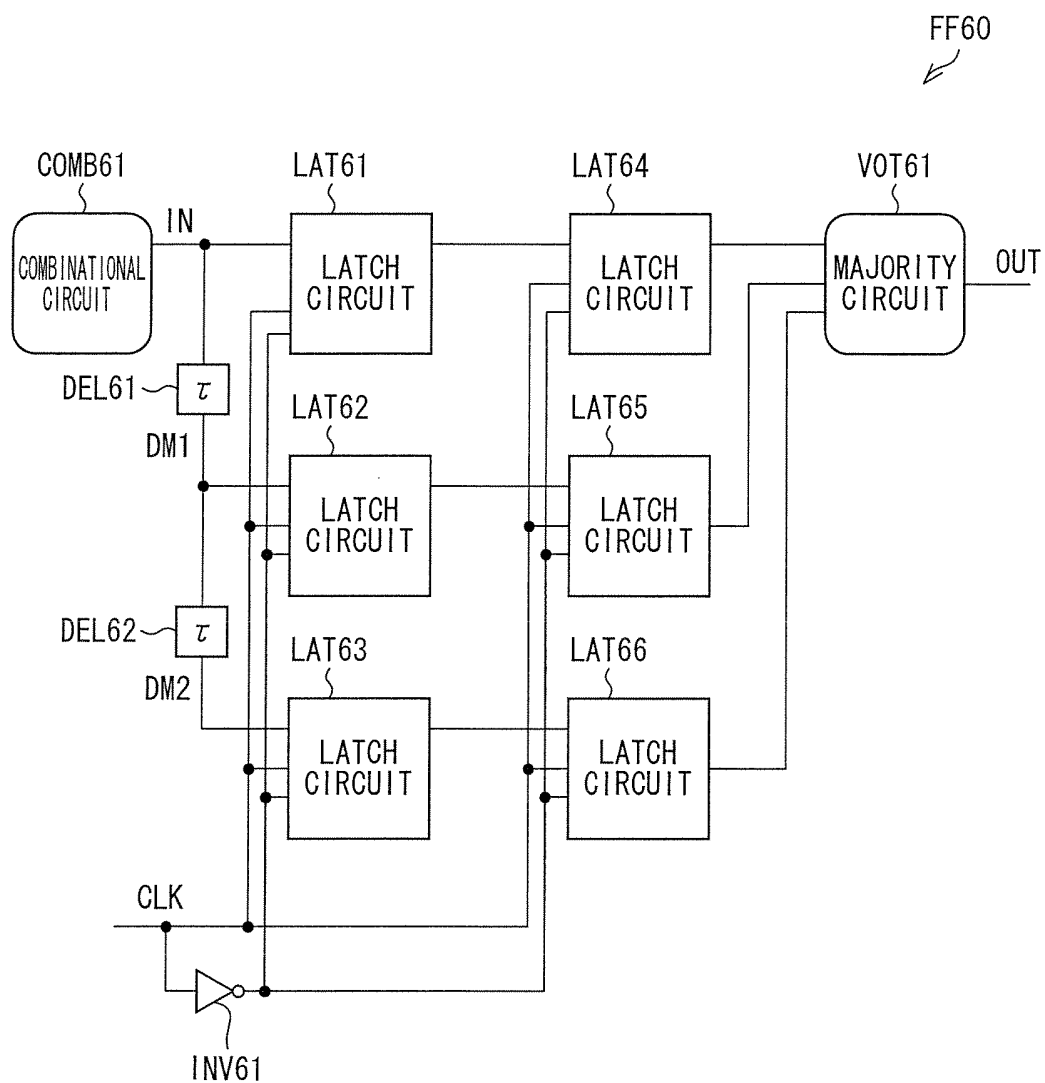 FF60
COMB61
LAT61
LAT64
VOT61
IN
COMBINATIONAL
CIRCUIT
LATCH
CIRCUIT
LATCH
CIRCUIT
MAJORITY
CIRCUIT
OUT
DEL61
τ
DM1
LAT62
LAT65
LATCH
CIRCUIT
LATCH
CIRCUIT
DEL62
τ
DM2
LAT63
LAT66
LATCH
CIRCUIT
LATCH
CIRCUIT
CLK
INV61